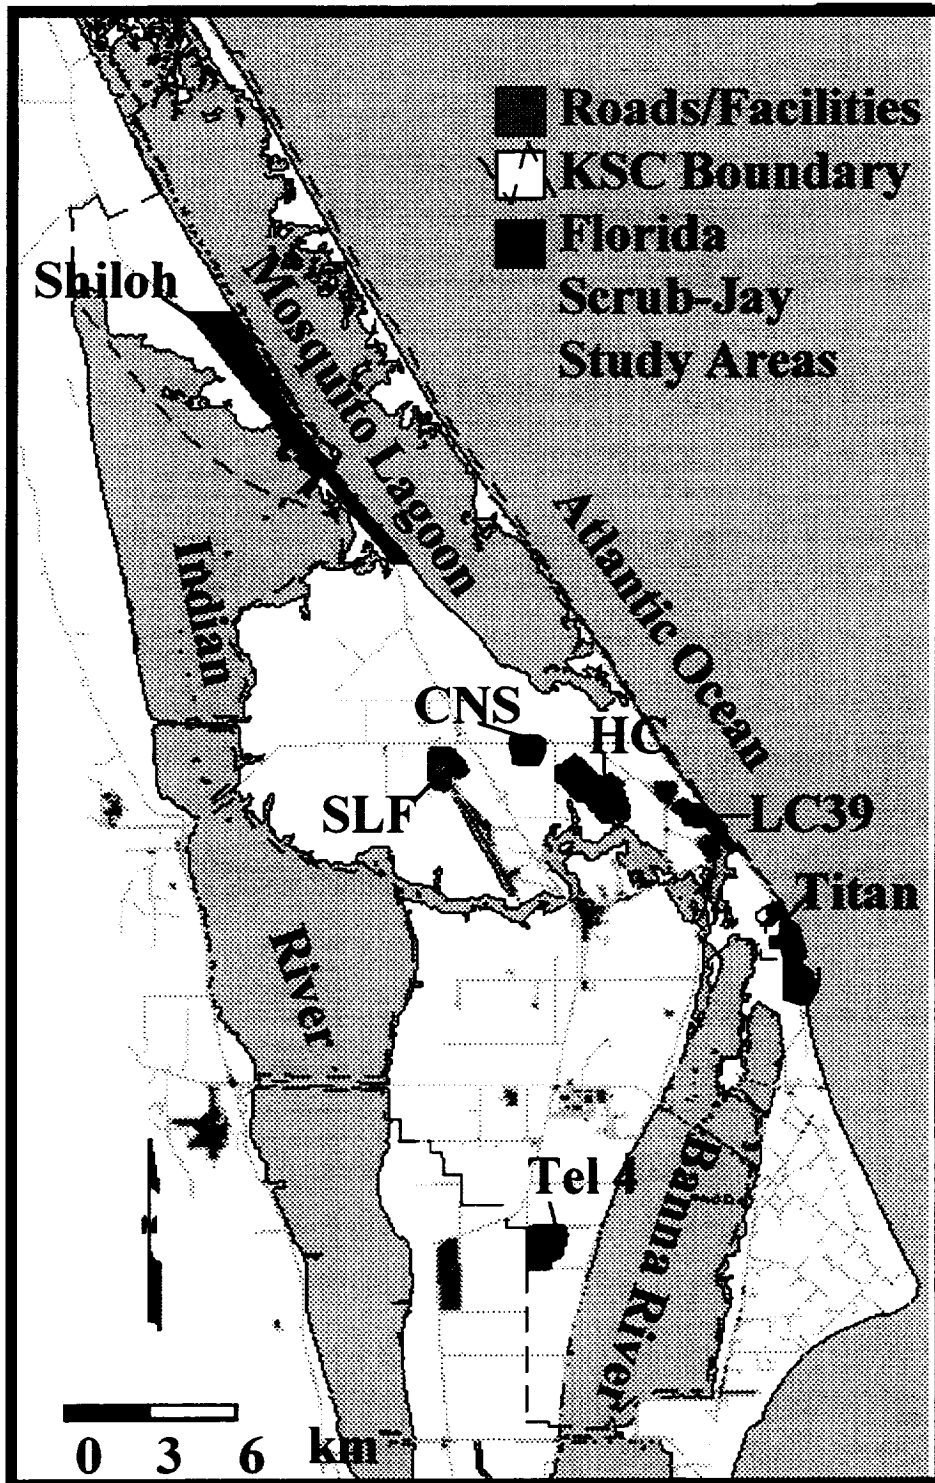 Roads/Facilities
KSC Boundary
Florida
Scrub-Jay
Study Areas
Shiloh
Mosquito Lagoon
Atlantic Ocean
Indian
River
CNS
HC
SLF
LC39
Titan
Tel 4
Banna River
N
0 3 6 km